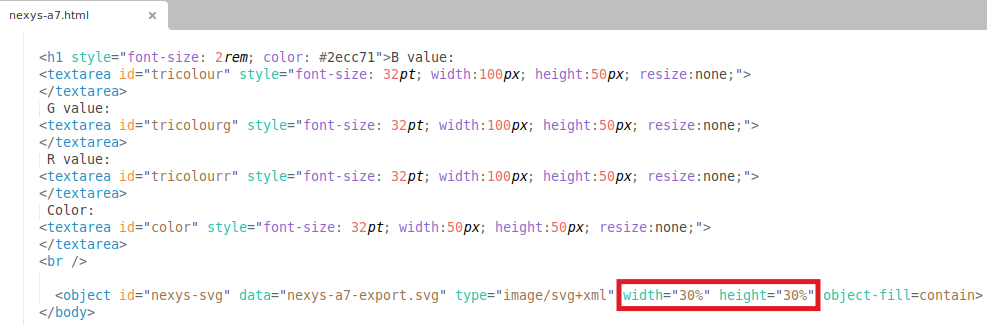 nexys-a7.html ×
<h1 style="font-size: 2rem; color: #2ecc71">B value:
<textarea id="tricolour" style="font-size: 32pt; width:100px; height:50px; resize:none;">
</textarea>
G value:
<textarea id="tricolourg" style="font-size: 32pt; width:100px; height:50px; resize:none;">
</textarea>
R value:
<textarea id="tricolourr" style="font-size: 32pt; width:100px; height:50px; resize:none;">
</textarea>
Color:
<textarea id="color" style="font-size: 32pt; width:50px; height:50px; resize:none;">
</textarea>
<br />
<object id="nexys-svg" data="nexys-a7-export.svg" type="image/svg+xml" width="30%" height="30%" object-fill=contain>
</body>